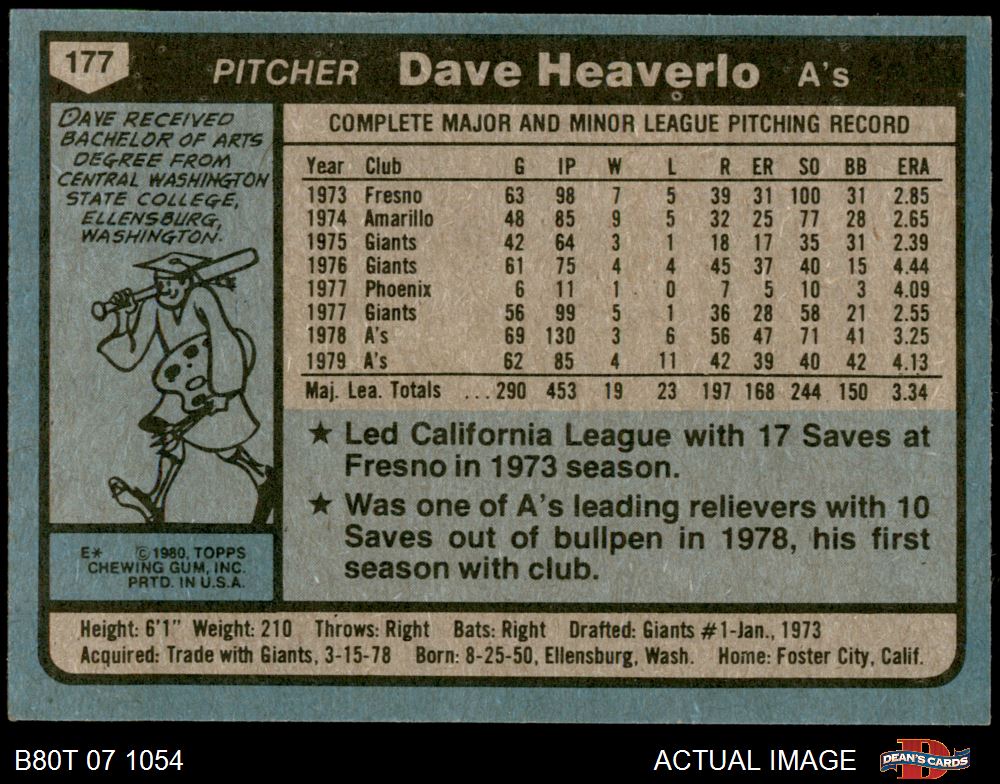 177
PITCHER Dave Heaverlo A's
DAVE RECEIVED
BACHELOR OF ARTS
DEGREE FROM
CENTRAL WASHINGTON
STATE COLLEGE,
ELLENSBURG,
WASHINGTON.
COMPLETE MAJOR AND MINOR LEAGUE PITCHING RECORD
Year Club G IP W L R ER SO BB ERA
1973 Fresno 63 98 7 5 39 31 100 31 2.85
1974 Amarillo 48 85 9 5 32 25 77 28 2.65
1975 Giants 42 64 3 1 18 17 35 31 2.39
1976 Giants 61 75 4 4 45 37 40 15 4.44
1977 Phoenix 6 11 1 0 7 5 10 3 4.09
1977 Giants 56 99 5 1 36 28 58 21 2.55
1978 A's 69 130 3 6 56 47 71 41 3.25
1979 A's 62 85 4 11 42 39 40 42 4.13
Maj. Lea. Totals ...290 453 19 23 197 168 244 150 3.34
★ Led California League with 17 Saves at
Fresno in 1973 season.
★ Was one of A's leading relievers with 10
Saves out of bullpen in 1978, his first
season with club.
E* © 1980, TOPPS
CHEWING GUM, INC.
PRTD. IN U.S.A.
Height: 6'1" Weight: 210 Throws: Right Bats: Right Drafted: Giants #1-Jan., 1973
Acquired: Trade with Giants, 3-15-78 Born: 8-25-50, Ellensburg, Wash. Home: Foster City, Calif.
B80T 07 1054 ACTUAL IMAGE
D
DEAN'S CARDS